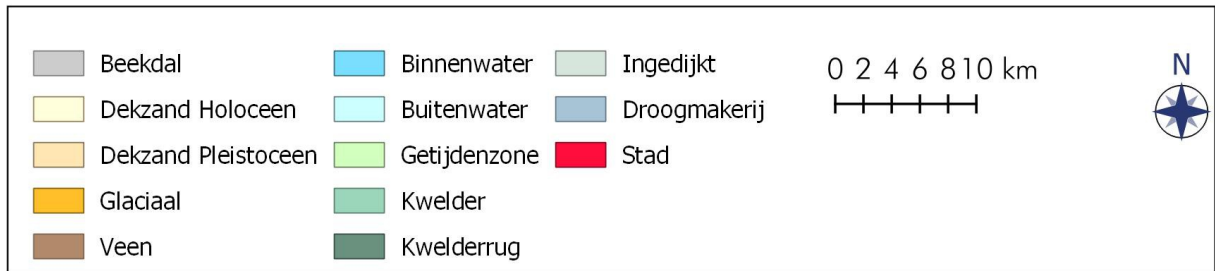 Beekdal
Dekzand Holoceen
Dekzand Pleistoceen
Glaciaal
Veen
Binnenwater
Buitenwater
Getijdenzone
Kwelder
Kwelderrug
Ingedijkt
Droogmakerij
Stad
0 2 4 6 8 10 km
N